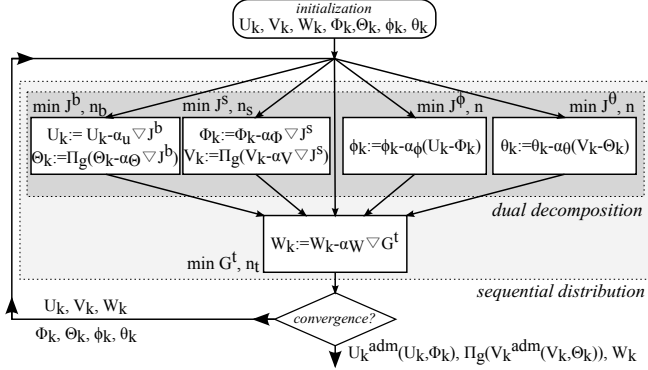 initialization
U_k, V_k, W_k, Φ_k,Θ_k, ϕ_k, θ_k
min J^b, n_b
min J^s, n_s
min J^ϕ, n
min J^θ, n
U_k:= U_k-α_u▽J^b
Θ_k:=Π_g(Θ_k-α_Θ▽J^b)
Φ_k:=Φ_k-α_Φ▽J^s
V_k:=Π_g(V_k-α_V▽J^s)
ϕ_k:=ϕ_k-α_ϕ(U_k-Φ_k)
θ_k:=θ_k-α_θ(V_k-Θ_k)
dual decomposition
W_k:=W_k-α_W▽G^t
min G^t, n_t
sequential distribution
U_k, V_k, W_k
Φ_k, Θ_k, ϕ_k, θ_k
convergence?
U_k^adm(U_k,Φ_k), Π_g(V_k^adm(V_k,Θ_k)), W_k